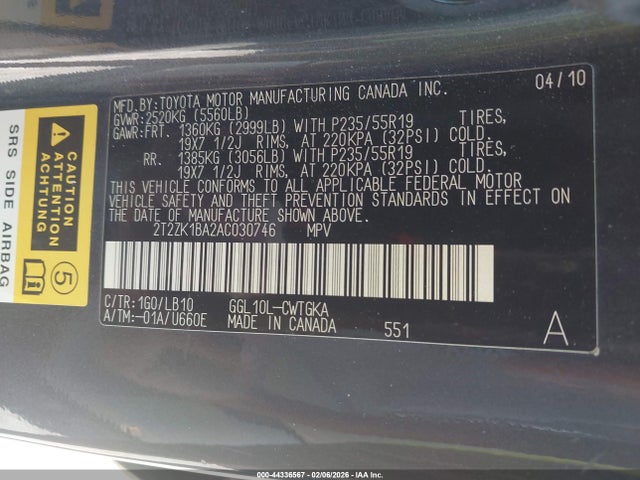 MFD.BY:TOYOTA MOTOR MANUFACTURING CANADA INC. 04/10
GVWR:2520KG (5560LB)
GAWR:FRT. 1360KG (2999LB) WITH P235/55R19 TIRES,
19X7 1/2J RIMS, AT 220KPA (32PSI) COLD.
RR. 1385KG (3056LB) WITH P235/55R19 TIRES,
19X7 1/2J RIMS, AT 220KPA (32PSI) COLD.
THIS VEHICLE CONFORMS TO ALL APPLICABLE FEDERAL MOTOR
VEHICLE SAFETY AND THEFT PREVENTION STANDARDS IN EFFECT ON
THE DATE OF MANUFACTURE SHOWN ABOVE.
2T2ZK1BA2AC030746 MPV
C/TR:1G0/LB10 GGL10L-CWTGKA
A/TM:-01A/U660E MADE IN CANADA 551 A
SRS SIDE AIRBAG
CAUTION
ATTENTION
ACHTUNG
5
000-44336567 - 02/06/2026 - IAA Inc.